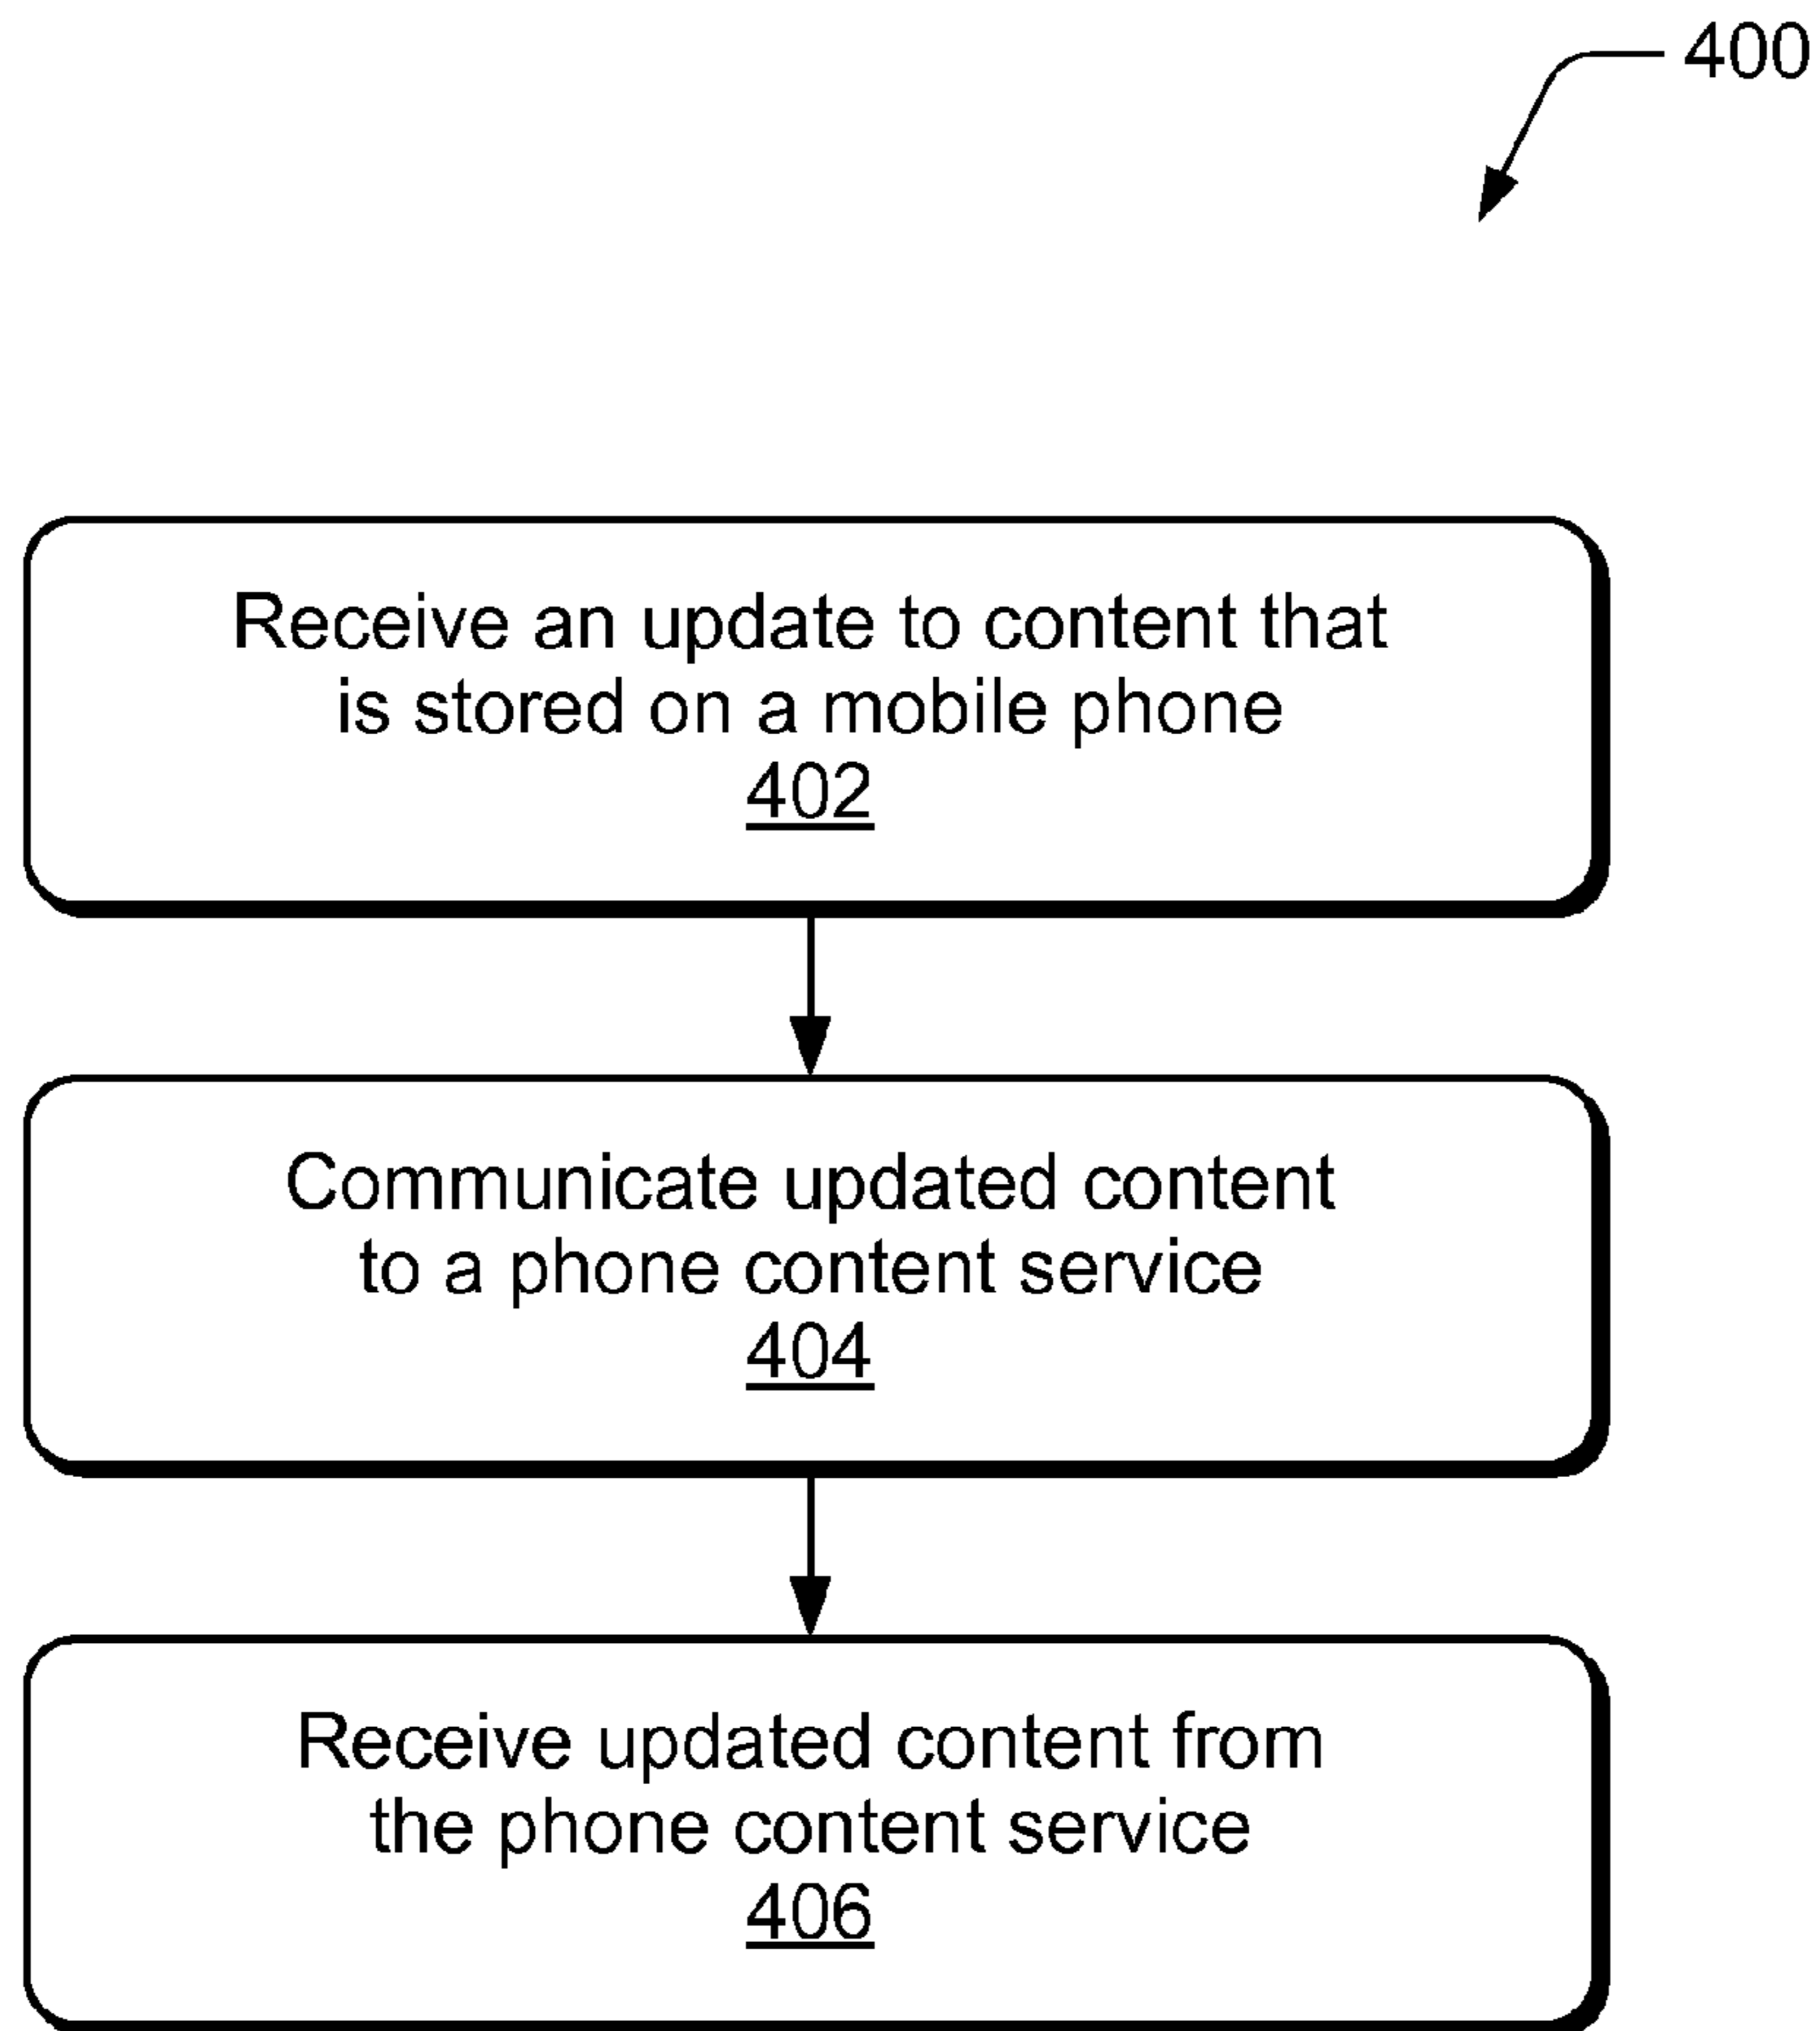 400
Receive an update to content that
is stored on a mobile phone
402
Communicate updated content
to a phone content service
404
Receive updated content from
the phone content service
406